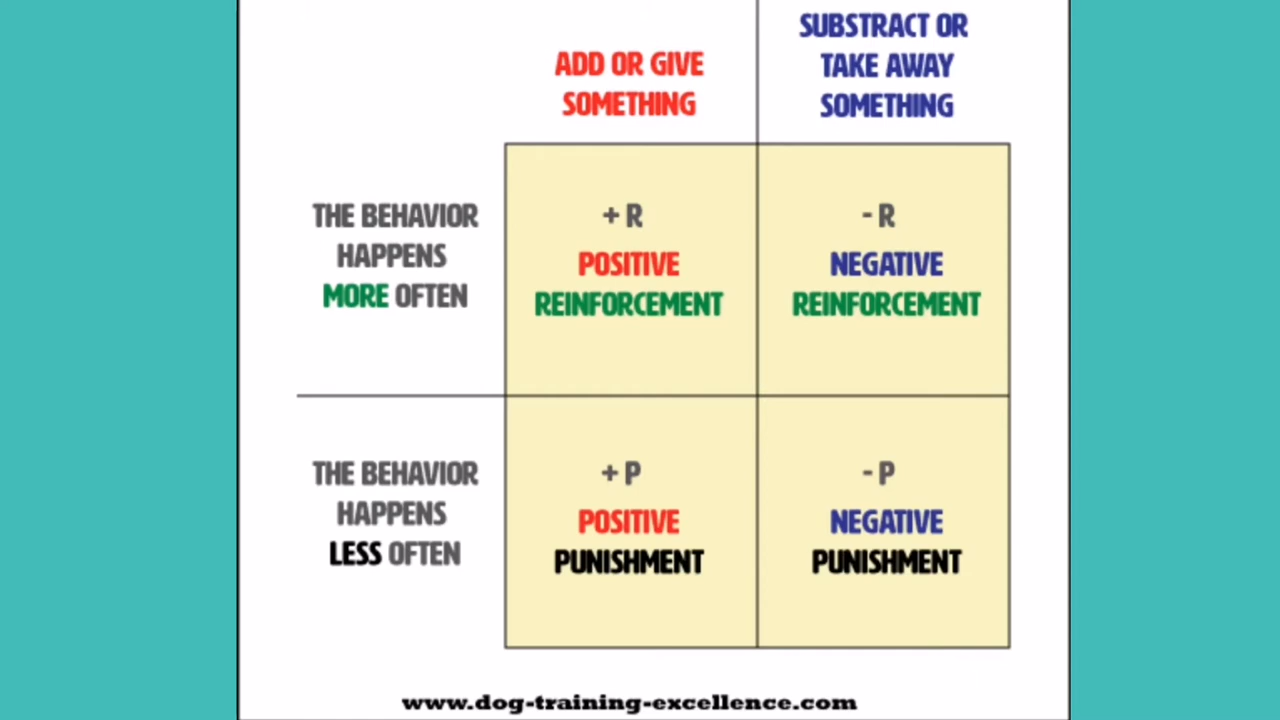 SUBSTRACT OR
TAKE AWAY
SOMETHING
ADD OR GIVE
SOMETHING
THE BEHAVIOR
HAPPENS
MORE OFTEN
+ R
POSITIVE
REINFORCEMENT
- R
NEGATIVE
REINFORCEMENT
THE BEHAVIOR
HAPPENS
LESS OFTEN
+ P
POSITIVE
PUNISHMENT
- P
NEGATIVE
PUNISHMENT
www.dog-training-excellence.com